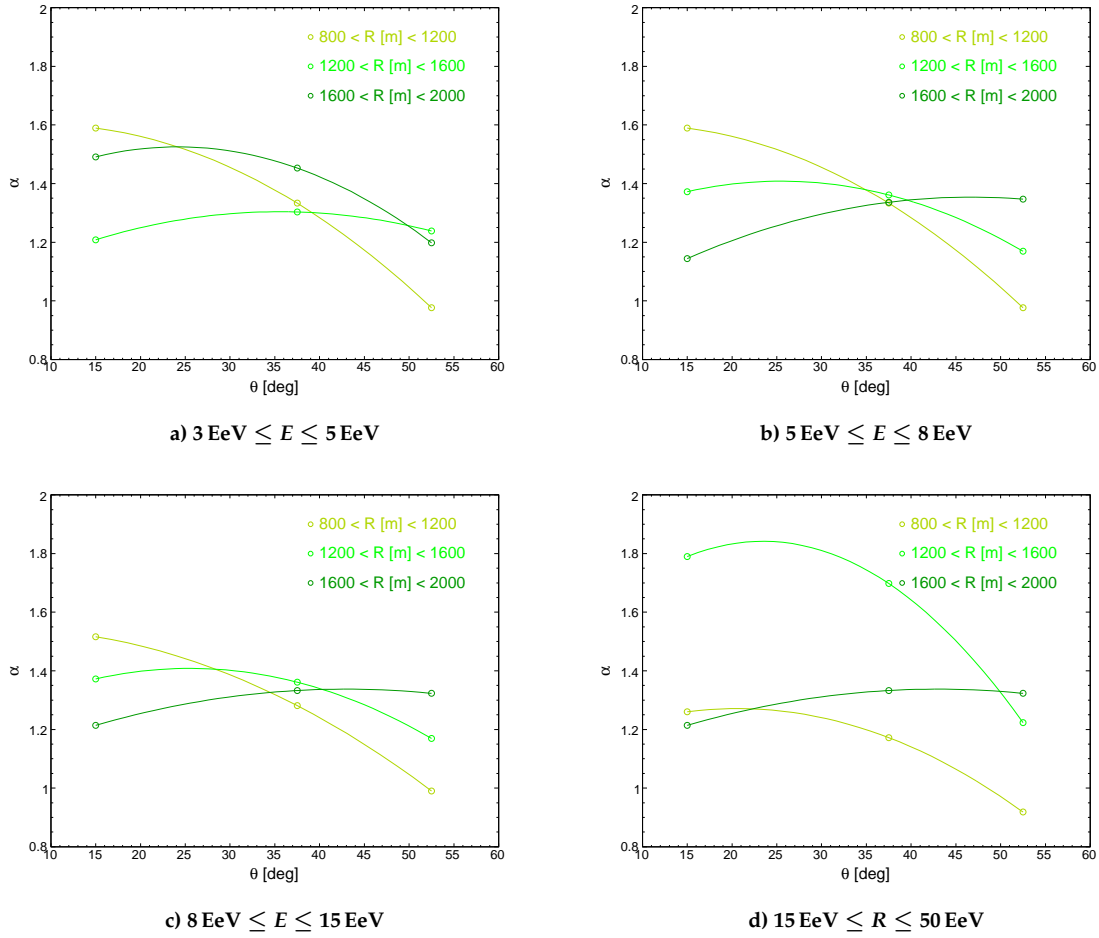 2
1.8
1.6
1.4
1.2
1
0.8
α
10 15 20 25 30 35 40 45 50 55 60
θ [deg]
800 < R [m] < 1200
1200 < R [m] < 1600
1600 < R [m] < 2000
a) 3 EeV ≤ E ≤ 5 EeV
2
1.8
1.6
1.4
1.2
1
0.8
α
10 15 20 25 30 35 40 45 50 55 60
θ [deg]
800 < R [m] < 1200
1200 < R [m] < 1600
1600 < R [m] < 2000
b) 5 EeV ≤ E ≤ 8 EeV
2
1.8
1.6
1.4
1.2
1
0.8
α
10 15 20 25 30 35 40 45 50 55 60
θ [deg]
800 < R [m] < 1200
1200 < R [m] < 1600
1600 < R [m] < 2000
c) 8 EeV ≤ E ≤ 15 EeV
2
1.8
1.6
1.4
1.2
1
0.8
α
10 15 20 25 30 35 40 45 50 55 60
θ [deg]
800 < R [m] < 1200
1200 < R [m] < 1600
1600 < R [m] < 2000
d) 15 EeV ≤ R ≤ 50 EeV